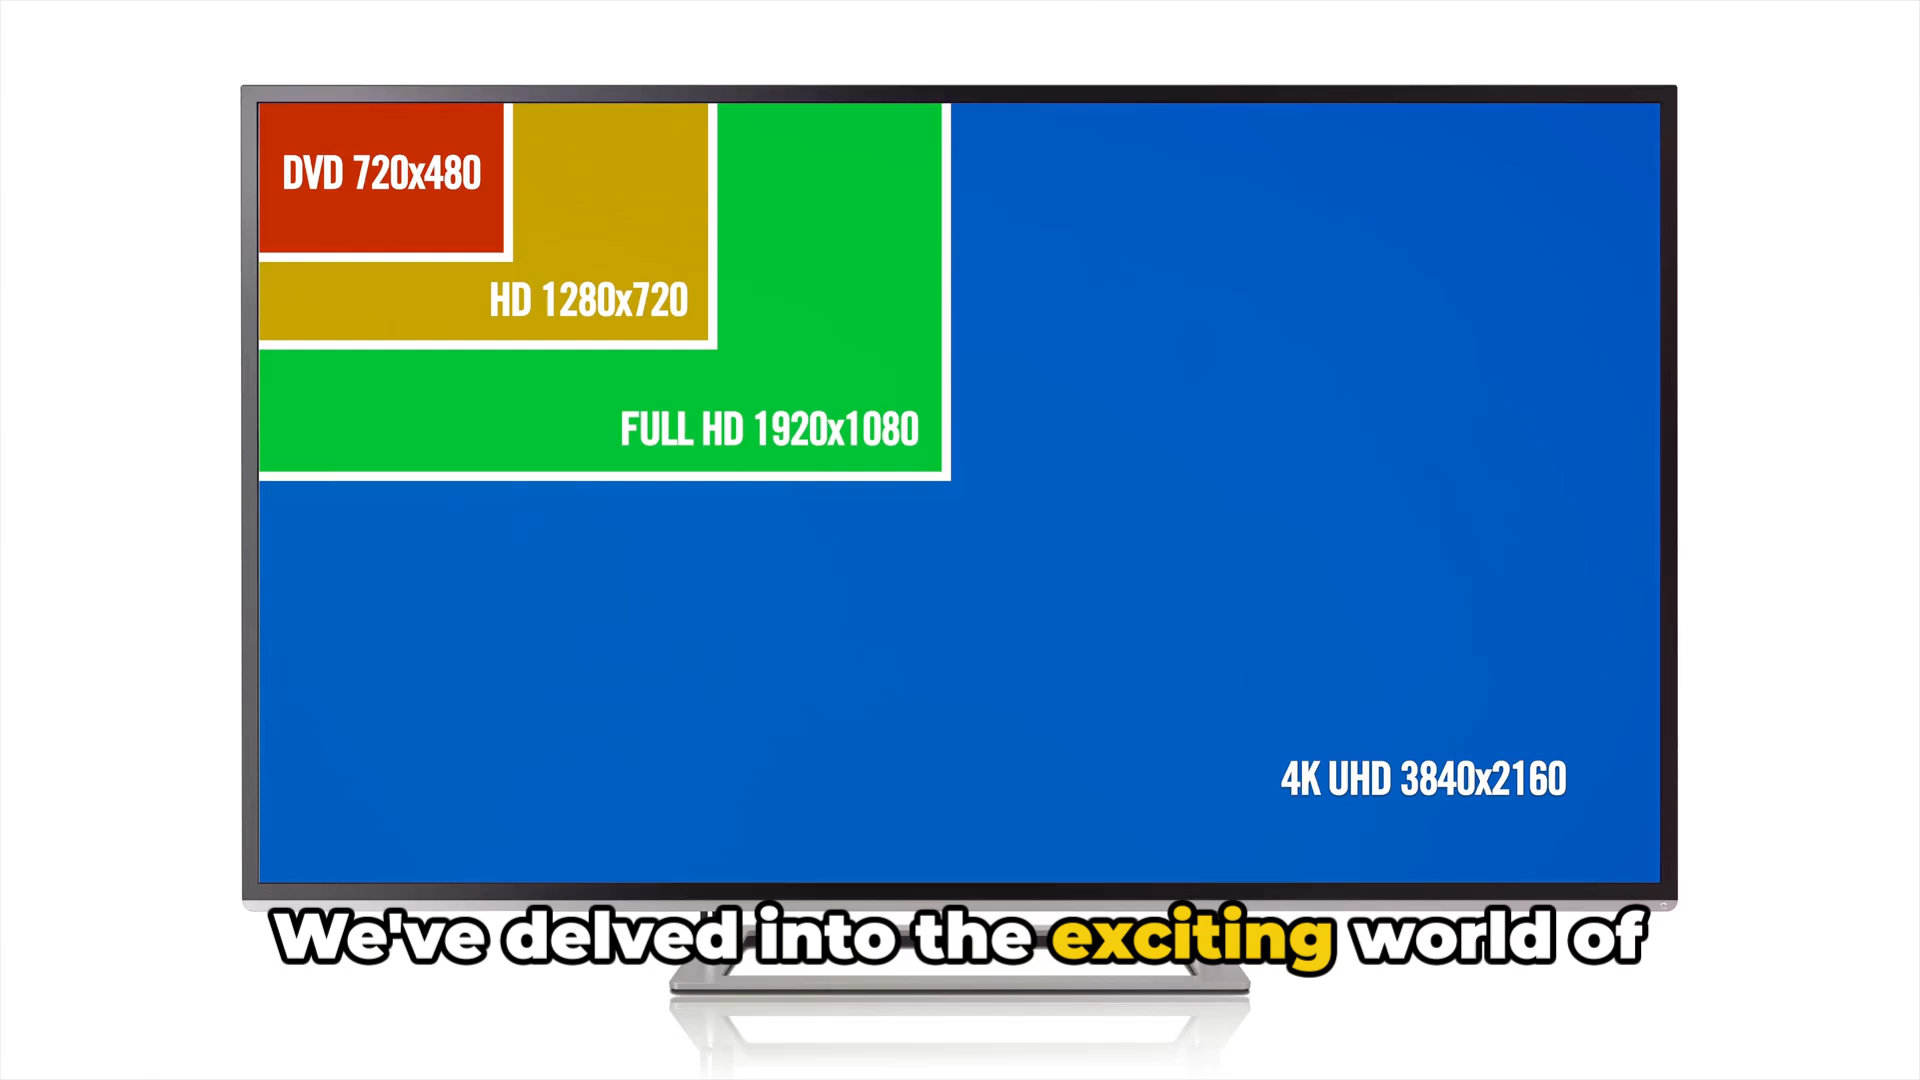 DVD 720x480
HD 1280x720
FULL HD 1920x1080
4K UHD 3840x2160
We've delved into the exciting world of